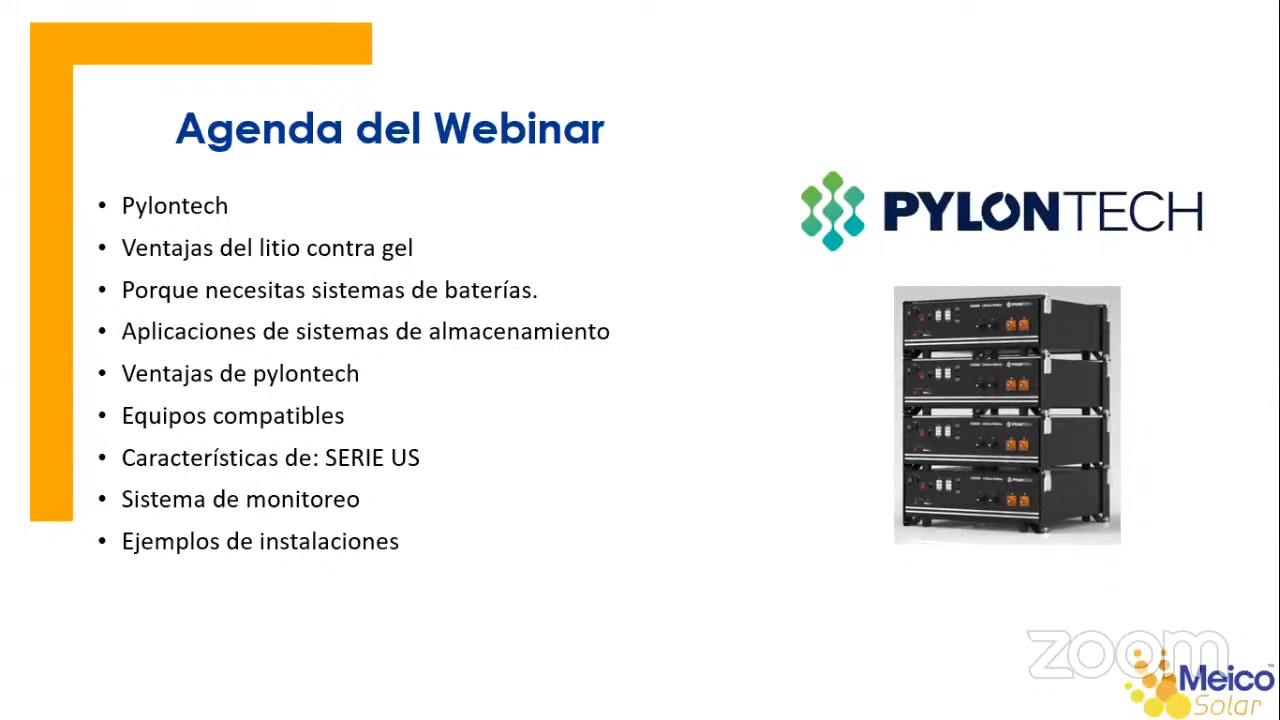 Agenda del Webinar
• Pylontech
• Ventajas del litio contra gel
• Porque necesitas sistemas de baterías.
• Aplicaciones de sistemas de almacenamiento
• Ventajas de pylontech
• Equipos compatibles
• Características de: SERIE US
• Sistema de monitoreo
• Ejemplos de instalaciones
PYLONTECH
zoom
Meico™
Solar